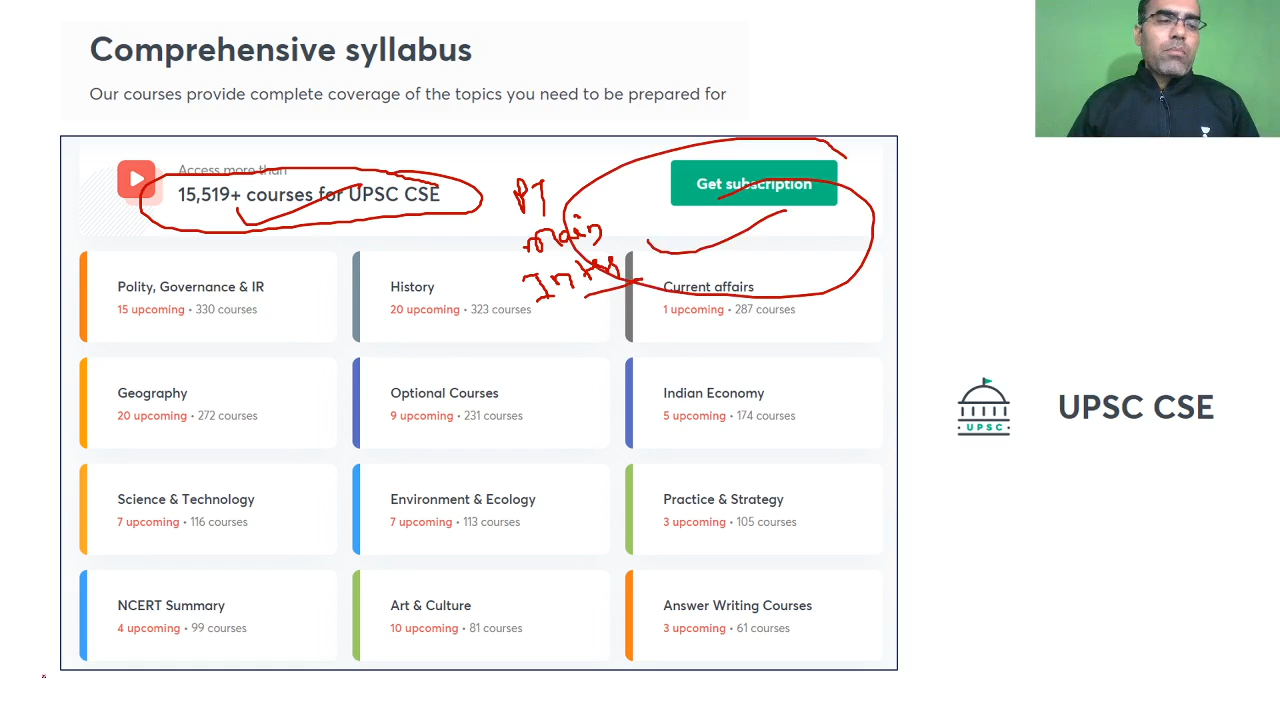 Comprehensive syllabus
Our courses provide complete coverage of the topics you need to be prepared for
Access more than
15,519+ courses for UPSC CSE
Get subscription
PT
Main
Polity, Governance & IR
15 upcoming • 330 courses
History
20 upcoming • 323 courses
Current affairs
1 upcoming • 287 courses
Geography
20 upcoming • 272 courses
Optional Courses
9 upcoming • 231 courses
Indian Economy
5 upcoming • 174 courses
UPSC
UPSC CSE
Science & Technology
7 upcoming • 116 courses
Environment & Ecology
7 upcoming • 113 courses
Practice & Strategy
3 upcoming • 105 courses
NCERT Summary
4 upcoming • 99 courses
Art & Culture
10 upcoming • 81 courses
Answer Writing Courses
3 upcoming • 61 courses